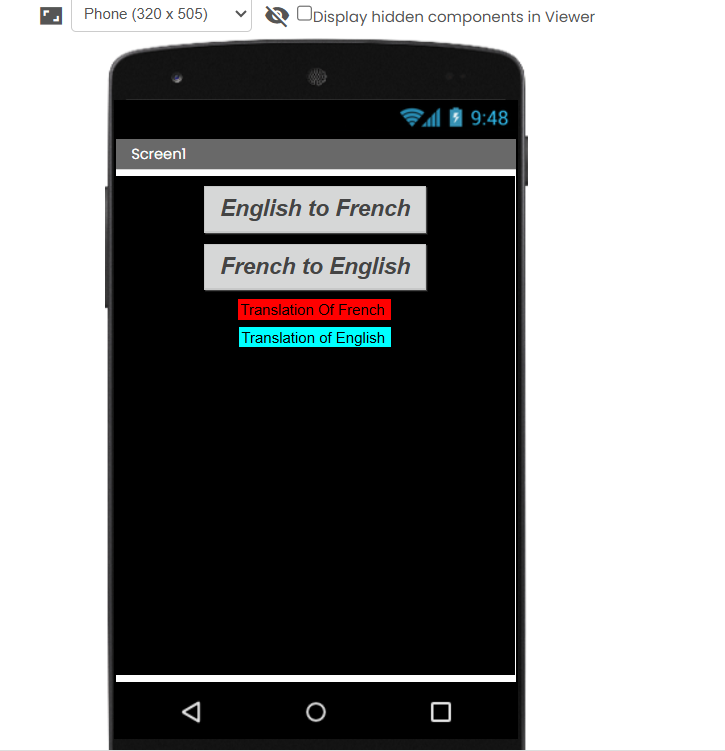 Phone (320 x 505)
Display hidden components in Viewer
9:48
Screen1
English to French
French to English
Translation Of French
Translation of English